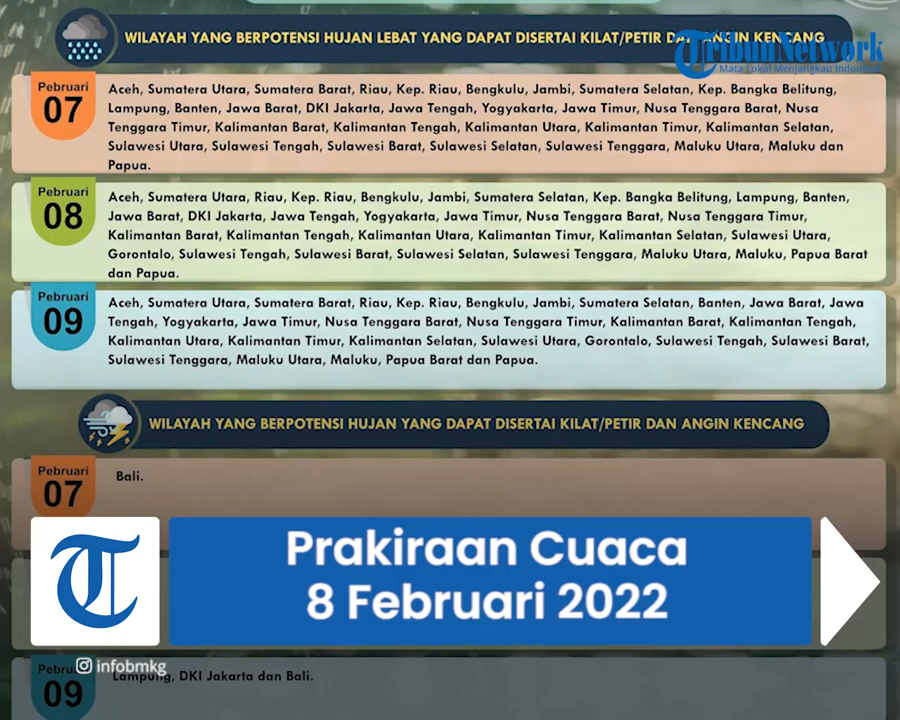 WILAYAH YANG BERPOTENSI HUJAN LEBAT YANG DAPAT DISERTAI KILAT/PETIR DAN ANGIN KENCANG
TribunNetwork
Mata Lokal Menjangkau Indonesia
Pebruari
07
Aceh, Sumatera Utara, Sumatera Barat, Riau, Kep. Riau, Bengkulu, Jambi, Sumatera Selatan, Kep. Bangka Belitung,
Lampung, Banten, Jawa Barat, DKI Jakarta, Jawa Tengah, Yogyakarta, Jawa Timur, Nusa Tenggara Barat, Nusa
Tenggara Timur, Kalimantan Barat, Kalimantan Tengah, Kalimantan Utara, Kalimantan Timur, Kalimantan Selatan,
Sulawesi Utara, Sulawesi Tengah, Sulawesi Barat, Sulawesi Selatan, Sulawesi Tenggara, Maluku Utara, Maluku dan
Papua.
Pebruari
08
Aceh, Sumatera Utara, Riau, Kep. Riau, Bengkulu, Jambi, Sumatera Selatan, Kep. Bangka Belitung, Lampung, Banten,
Jawa Barat, DKI Jakarta, Jawa Tengah, Yogyakarta, Jawa Timur, Nusa Tenggara Barat, Nusa Tenggara Timur,
Kalimantan Barat, Kalimantan Tengah, Kalimantan Utara, Kalimantan Timur, Kalimantan Selatan, Sulawesi Utara,
Gorontalo, Sulawesi Tengah, Sulawesi Barat, Sulawesi Selatan, Sulawesi Tenggara, Maluku Utara, Maluku, Papua Barat
dan Papua.
Pebruari
09
Aceh, Sumatera Utara, Sumatera Barat, Riau, Kep. Riau, Bengkulu, Jambi, Sumatera Selatan, Banten, Jawa Barat, Jawa
Tengah, Yogyakarta, Jawa Timur, Nusa Tenggara Barat, Nusa Tenggara Timur, Kalimantan Barat, Kalimantan Tengah,
Kalimantan Utara, Kalimantan Timur, Kalimantan Selatan, Sulawesi Utara, Gorontalo, Sulawesi Tengah, Sulawesi Barat,
Sulawesi Tenggara, Maluku Utara, Maluku, Papua Barat dan Papua.
WILAYAH YANG BERPOTENSI HUJAN YANG DAPAT DISERTAI KILAT/PETIR DAN ANGIN KENCANG
Pebruari
07
Bali.
T
Prakiraan Cuaca
8 Februari 2022
infobmkg
09
Lampung, DKI Jakarta dan Bali.